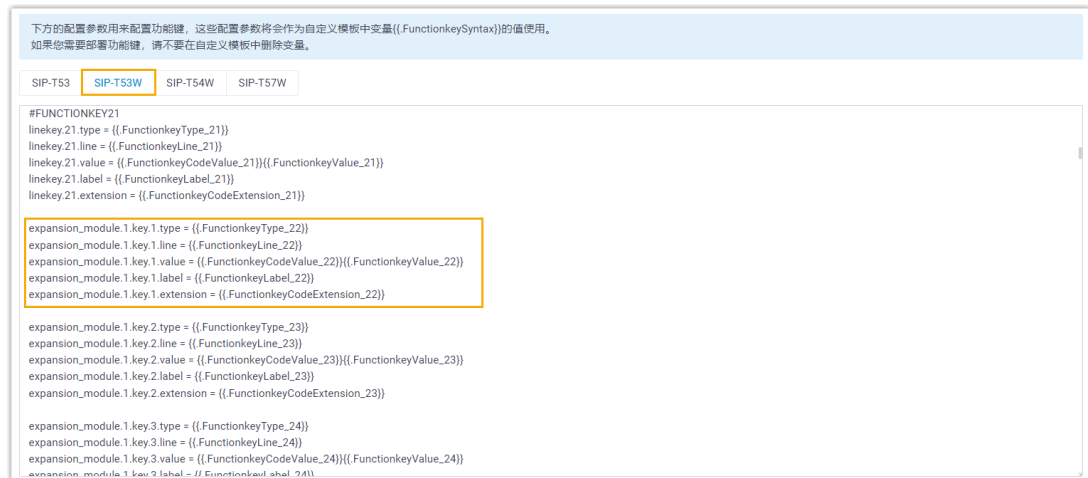 下方的配置参数用来配置功能键，这些配置参数将会作为自定义模板中变量{{.FunctionkeySyntax}}的值使用。
如果您需要部署功能键，请不要在自定义模板中删除变量。
SIP-T53 SIP-T53W SIP-T54W SIP-T57W
#FUNCTIONKEY21
linekey.21.type = {{.FunctionkeyType_21}}
linekey.21.line = {{.FunctionkeyLine_21}}
linekey.21.value = {{.FunctionkeyCodeValue_21}}{{.FunctionkeyValue_21}}
linekey.21.label = {{.FunctionkeyLabel_21}}
linekey.21.extension = {{.FunctionkeyCodeExtension_21}}
expansion_module.1.key.1.type = {{.FunctionkeyType_22}}
expansion_module.1.key.1.line = {{.FunctionkeyLine_22}}
expansion_module.1.key.1.value = {{.FunctionkeyCodeValue_22}}{{.FunctionkeyValue_22}}
expansion_module.1.key.1.label = {{.FunctionkeyLabel_22}}
expansion_module.1.key.1.extension = {{.FunctionkeyCodeExtension_22}}
expansion_module.1.key.2.type = {{.FunctionkeyType_23}}
expansion_module.1.key.2.line = {{.FunctionkeyLine_23}}
expansion_module.1.key.2.value = {{.FunctionkeyCodeValue_23}}{{.FunctionkeyValue_23}}
expansion_module.1.key.2.label = {{.FunctionkeyLabel_23}}
expansion_module.1.key.2.extension = {{.FunctionkeyCodeExtension_23}}
expansion_module.1.key.3.type = {{.FunctionkeyType_24}}
expansion_module.1.key.3.line = {{.FunctionkeyLine_24}}
expansion_module.1.key.3.value = {{.FunctionkeyCodeValue_24}}{{.FunctionkeyValue_24}}
expansion_module.1.key.3.label = {{.FunctionkeyLabel_24}}